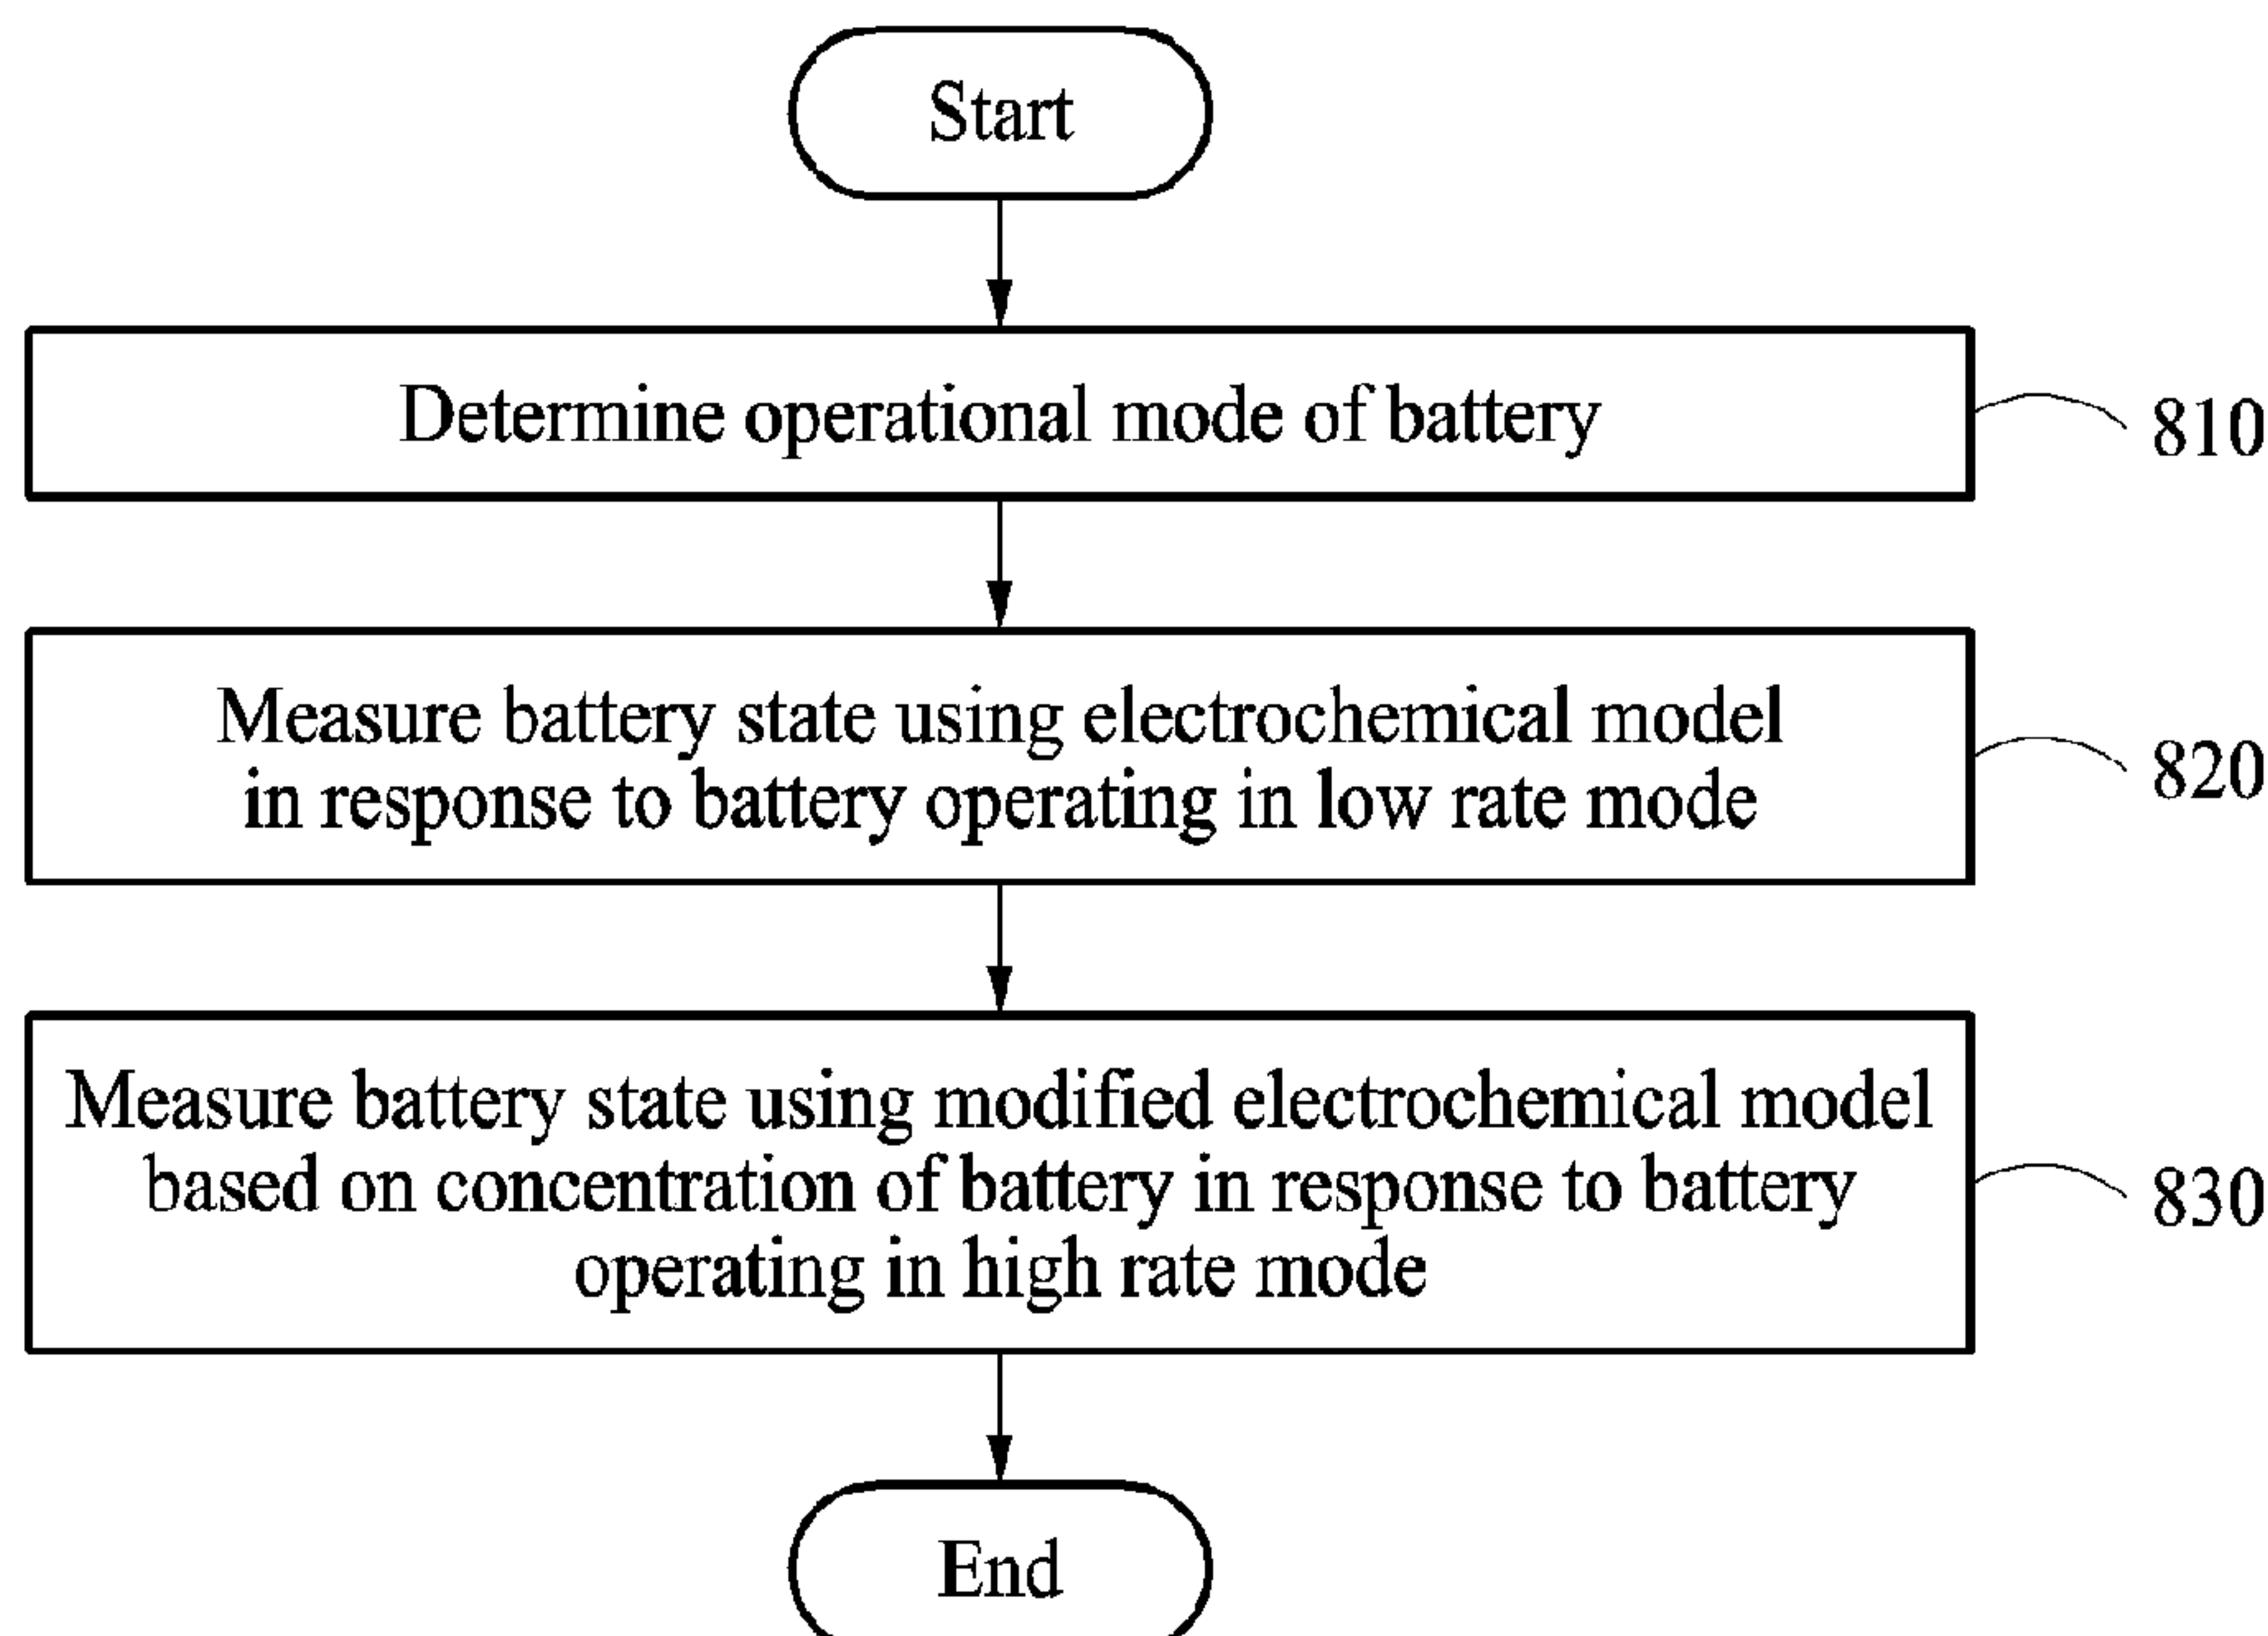 Start
Determine operational mode of battery
810
Measure battery state using electrochemical model
in response to battery operating in low rate mode
820
Measure battery state using modified electrochemical model
based on concentration of battery in response to battery
operating in high rate mode
830
End